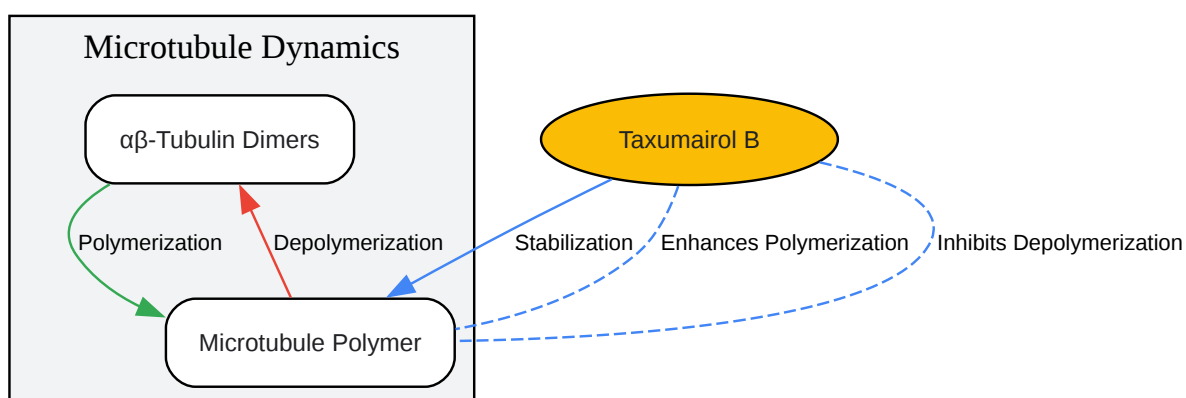 Microtubule Dynamics
αβ-Tubulin Dimers
Taxumairol B
Polymerization
Depolymerization
Stabilization
Enhances Polymerization
Inhibits Depolymerization
Microtubule Polymer